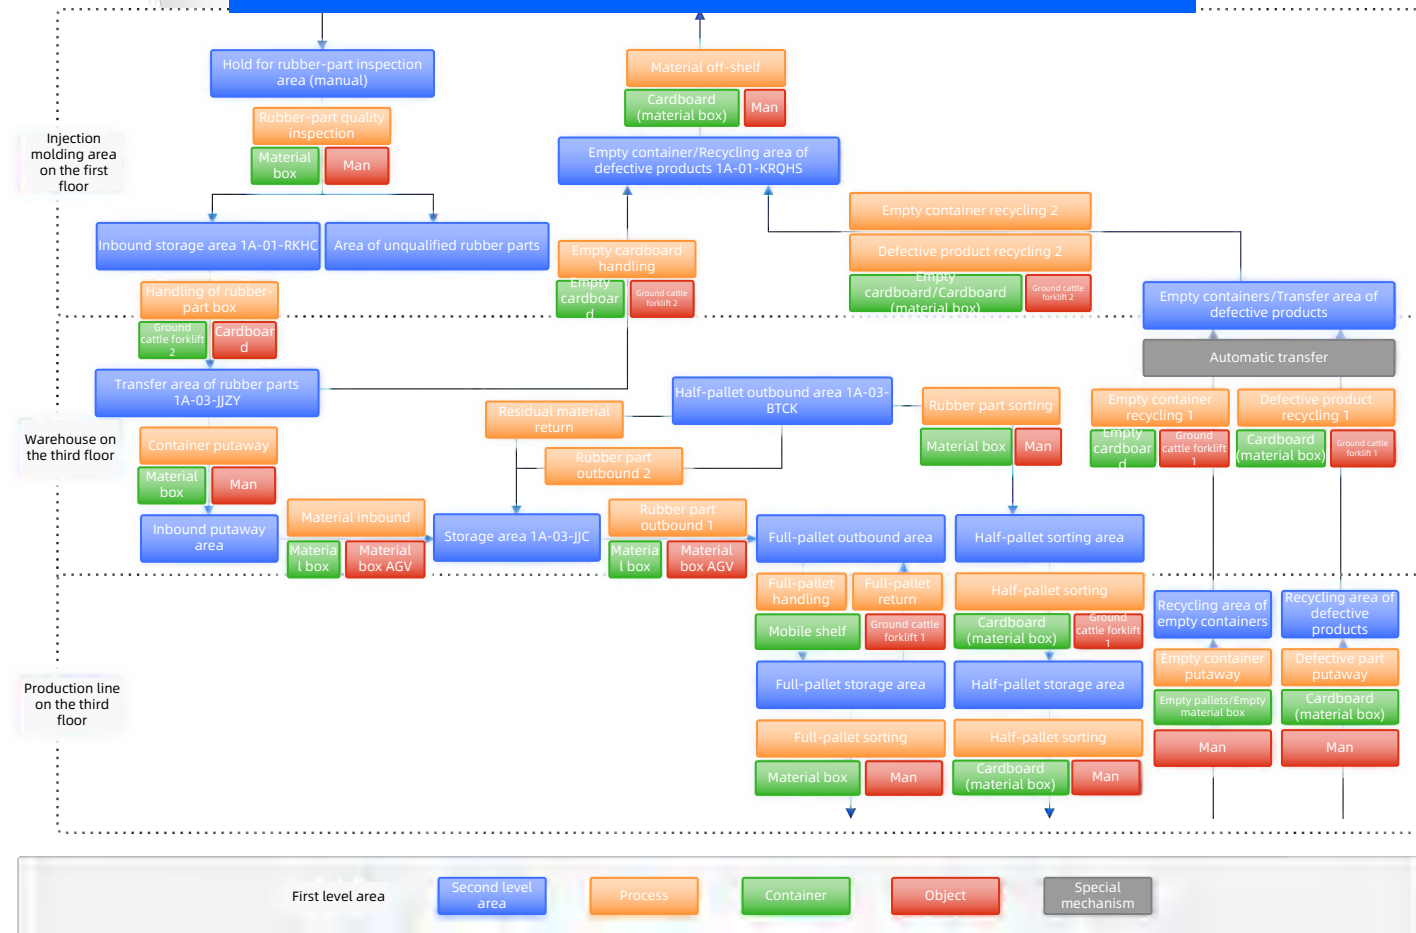 Hold for rubber-part inspection
area (manual)
Rubber-part quality
inspection
Material
box
Man
Material off-shelf
Cardboard
(material box)
Man
Empty container/Recycling area of
defective products 1A-01-KRQHS
Injection
molding area
on the first
floor
Inbound storage area 1A-01-RKHC
Area of unqualified rubber parts
Empty cardboard
handling
Empty
cardboar
d
Ground cattle
forklift 2
Empty container recycling 2
Defective product recycling 2
Empty
cardboard/Cardboard
(material box)
Ground cattle
forklift 2
Empty containers/Transfer area of
defective products
Automatic transfer
Handling of rubber-
part box
Ground
cattle forklift
2
Cardboar
d
Transfer area of rubber parts
1A-03-JJZY
Warehouse on
the third floor
Container putaway
Material
box
Man
Inbound putaway
area
Residual material
return
Half-pallet outbound area 1A-03-
BTCK
Rubber part
outbound 2
Rubber part sorting
Material box
Man
Empty container
recycling 1
Empty
cardboar
d
Ground
cattle forklift
1
Defective product
recycling 1
Cardboard
(material box)
Ground cattle
forklift 1
Material inbound
Materia
l box
Material
box AGV
Storage area 1A-03-JJC
Rubber part
outbound 1
Materia
l box
Material
box AGV
Full-pallet outbound area
Half-pallet sorting area
Production line
on the third
floor
Full-pallet
handling
Full-pallet
return
Mobile shelf
Ground cattle
forklift 1
Half-pallet sorting
Cardboard
(material box)
Ground
cattle forklift
1
Full-pallet storage area
Half-pallet storage area
Full-pallet sorting
Material box
Man
Half-pallet sorting
Cardboard
(material box)
Man
Recycling area of
empty containers
Empty container
putaway
Empty pallets/Empty
material box
Man
Recycling area of
defective
products
Defective part
putaway
Cardboard
(material box)
Man
First level area
Second level
area
Process
Container
Object
Special
mechanism